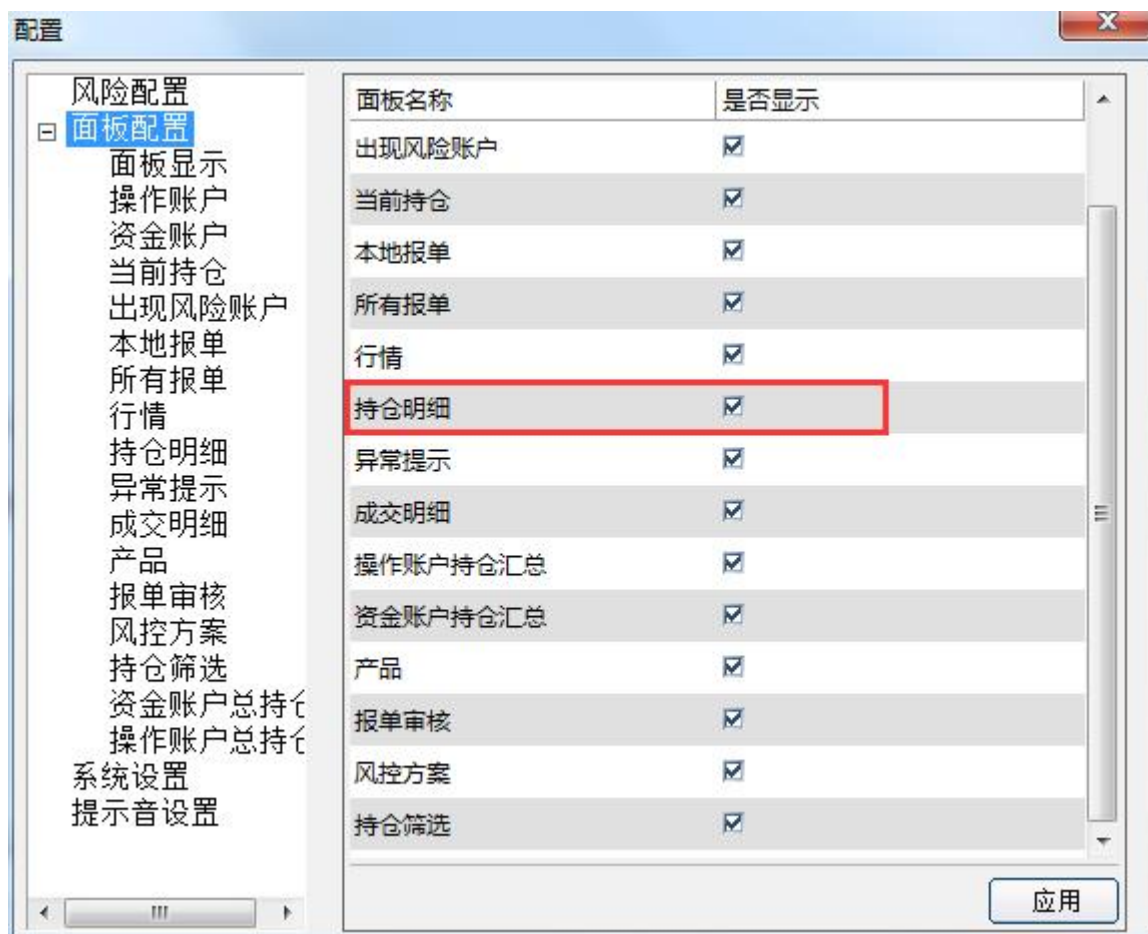 配置
风险配置
面板配置
面板显示
操作账户
资金账户
当前持仓
出现风险账户
本地报单
所有报单
行情
持仓明细
异常提示
成交明细
产品
报单审核
风控方案
持仓筛选
资金账户总持仓
操作账户总持仓
系统设置
提示音设置
面板名称 是否显示
出现风险账户
当前持仓
本地报单
所有报单
行情
持仓明细
异常提示
成交明细
操作账户持仓汇总
资金账户持仓汇总
产品
报单审核
风控方案
持仓筛选
应用